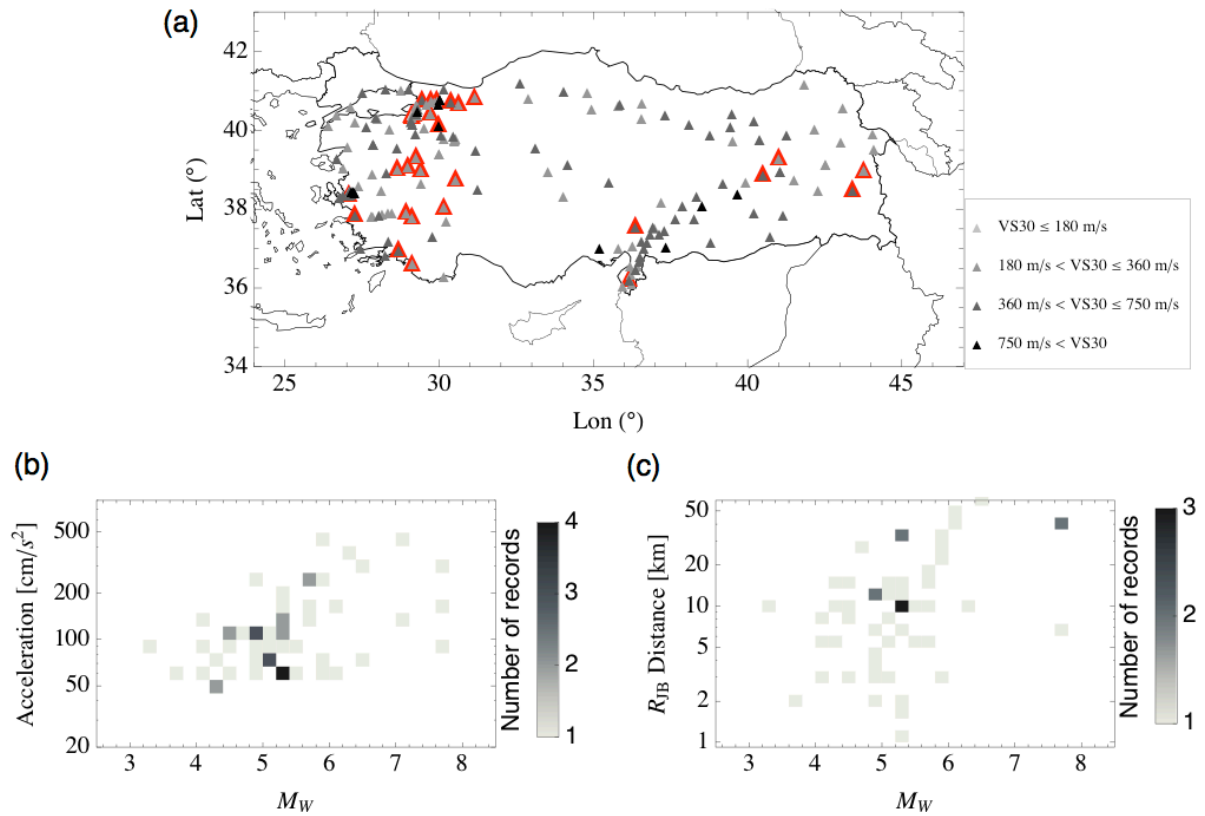 (a)
42
40
38
36
34
Lat (°)
25
30
35
40
45
Lon (°)
VS30 ≤ 180 m/s
180 m/s < VS30 ≤ 360 m/s
360 m/s < VS30 ≤ 750 m/s
750 m/s < VS30
(b)
500
200
100
50
20
Acceleration [cm/s²]
3
4
5
6
7
8
M_W
4
3
2
1
Number of records
(c)
50
20
10
5
2
1
R_JB Distance [km]
3
4
5
6
7
8
M_W
3
2
1
Number of records